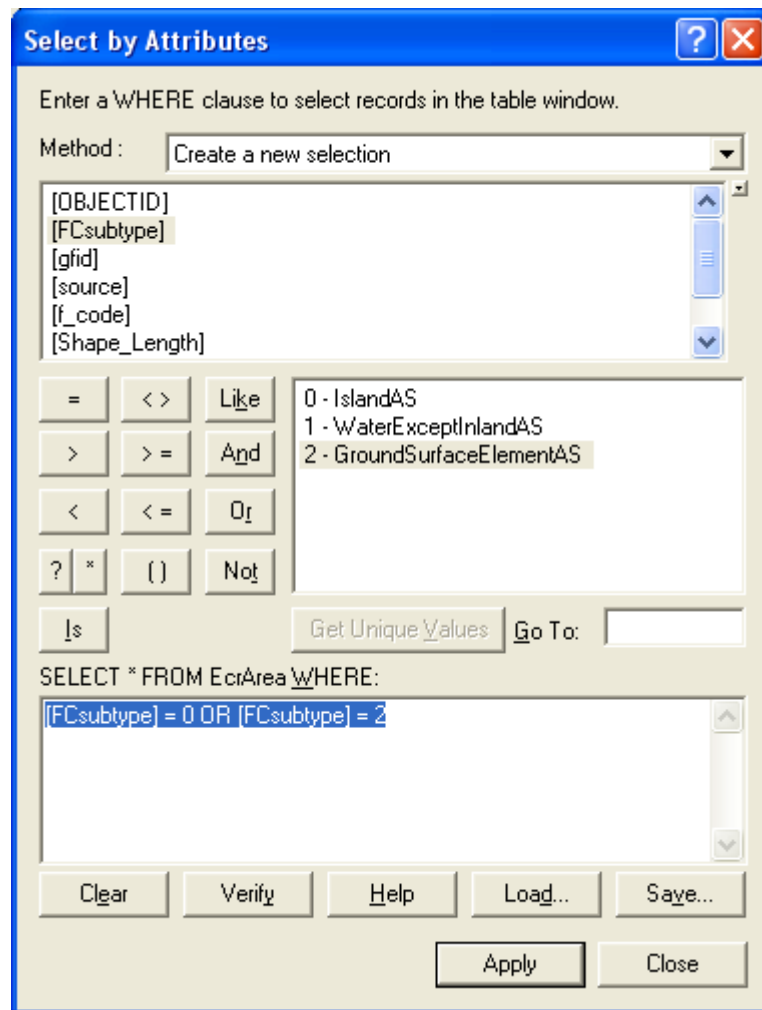 Select by Attributes
Enter a WHERE clause to select records in the table window.
Method : Create a new selection
[OBJECTID]
[FCsubtype]
[gfid]
[source]
[f_code]
[Shape_Length]
= < > Like
> > = And
< < = Or
? * ( ) Not
Is
0 - IslandAS
1 - WaterExceptInlandAS
2 - GroundSurfaceElementAS
Get Unique Values Go To:
SELECT * FROM EcrArea WHERE:
[FCsubtype] = 0 OR [FCsubtype] = 2
Clear Verify Help Load... Save...
Apply Close